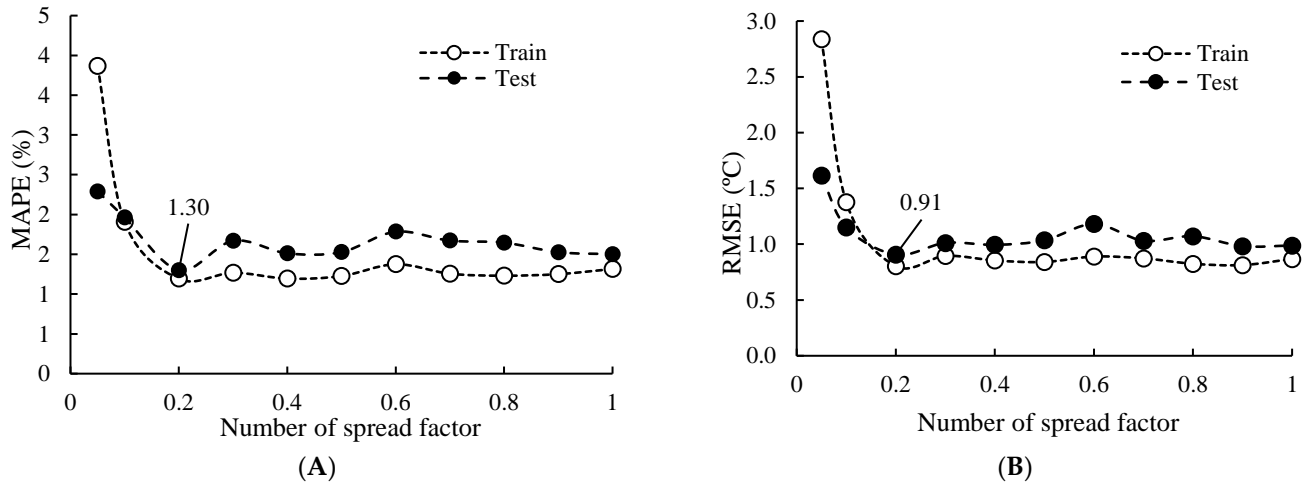 5
4
4
3
3
2
2
1
1
0
MAPE (%)
Train
Test
1.30
0 0.2 0.4 0.6 0.8 1
Number of spread factor
(A)
3.0
2.5
2.0
1.5
1.0
0.5
0.0
RMSE (ºC)
Train
Test
0.91
0 0.2 0.4 0.6 0.8 1
Number of spread factor
(B)